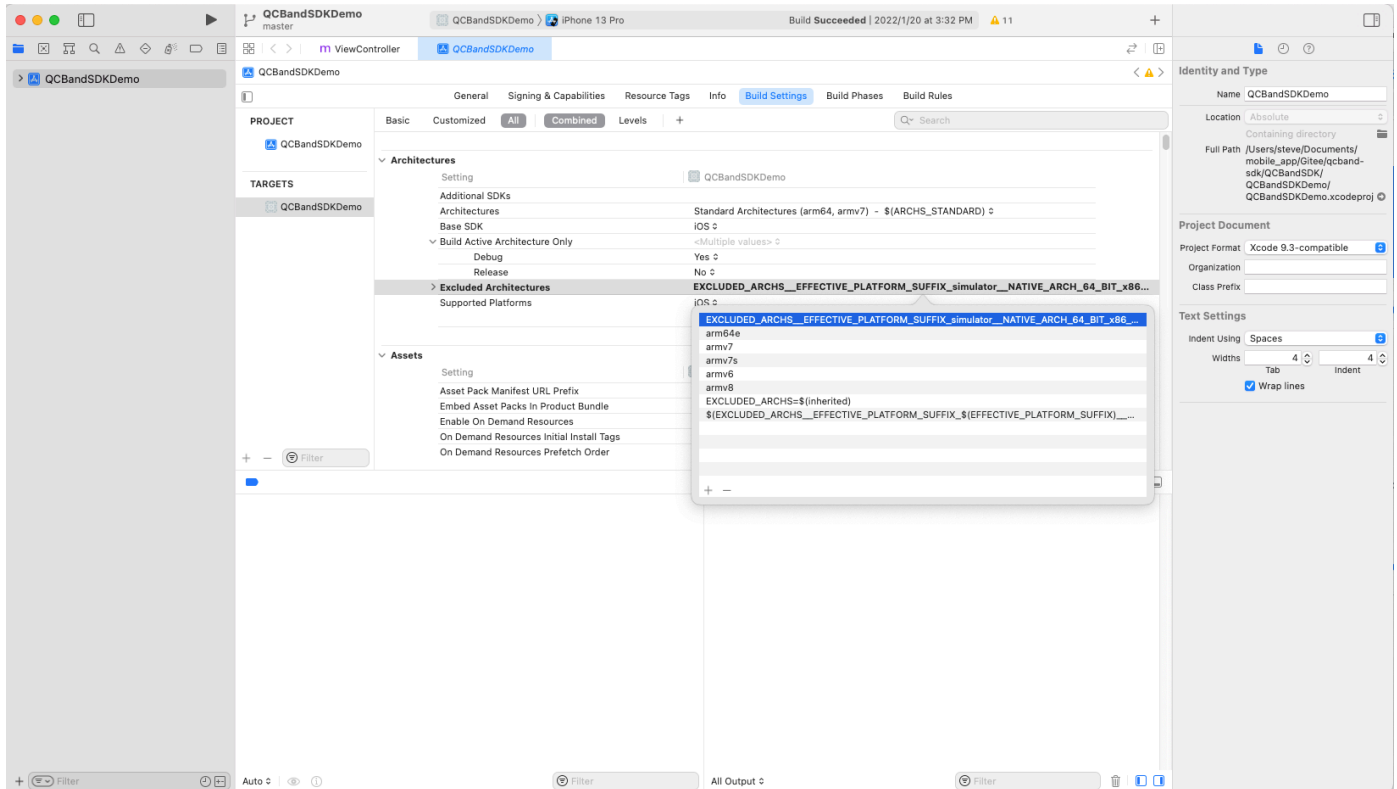 QCBandSDKDemo
master
QCBandSDKDemo 〉 iPhone 13 Pro
Build Succeeded | 2022/1/20 at 3:32 PM
11
ViewController
QCBandSDKDemo
QCBandSDKDemo
QCBandSDKDemo
General Signing & Capabilities Resource Tags Info Build Settings Build Phases Build Rules
PROJECT
QCBandSDKDemo
TARGETS
QCBandSDKDemo
Filter
Basic Customized All Combined Levels +
Search
Architectures
Setting QCBandSDKDemo
Additional SDKs
Architectures Standard Architectures (arm64, armv7) - $(ARCHS_STANDARD)
Base SDK iOS
Build Active Architecture Only <Multiple values>
Debug Yes
Release No
Excluded Architectures EXCLUDED_ARCHS__EFFECTIVE_PLATFORM_SUFFIX_simulator__NATIVE_ARCH_64_BIT_x86...
Supported Platforms iOS
EXCLUDED_ARCHS__EFFECTIVE_PLATFORM_SUFFIX_simulator__NATIVE_ARCH_64_BIT_x86_...
arm64e
armv7
armv7s
armv6
armv8
EXCLUDED_ARCHS=$(inherited)
$(EXCLUDED_ARCHS__EFFECTIVE_PLATFORM_SUFFIX_$(EFFECTIVE_PLATFORM_SUFFIX)__...
+ −
Assets
Setting
Asset Pack Manifest URL Prefix
Embed Asset Packs In Product Bundle
Enable On Demand Resources
On Demand Resources Initial Install Tags
On Demand Resources Prefetch Order
Identity and Type
Name QCBandSDKDemo
Location Absolute
Containing directory
Full Path /Users/steve/Documents/
mobile_app/Gitee/qcband-
sdk/QCBandSDK/
QCBandSDKDemo/
QCBandSDKDemo.xcodeproj
Project Document
Project Format Xcode 9.3-compatible
Organization
Class Prefix
Text Settings
Indent Using Spaces
Widths 4 4
Tab Indent
Wrap lines
Filter
Auto
Filter
All Output
Filter